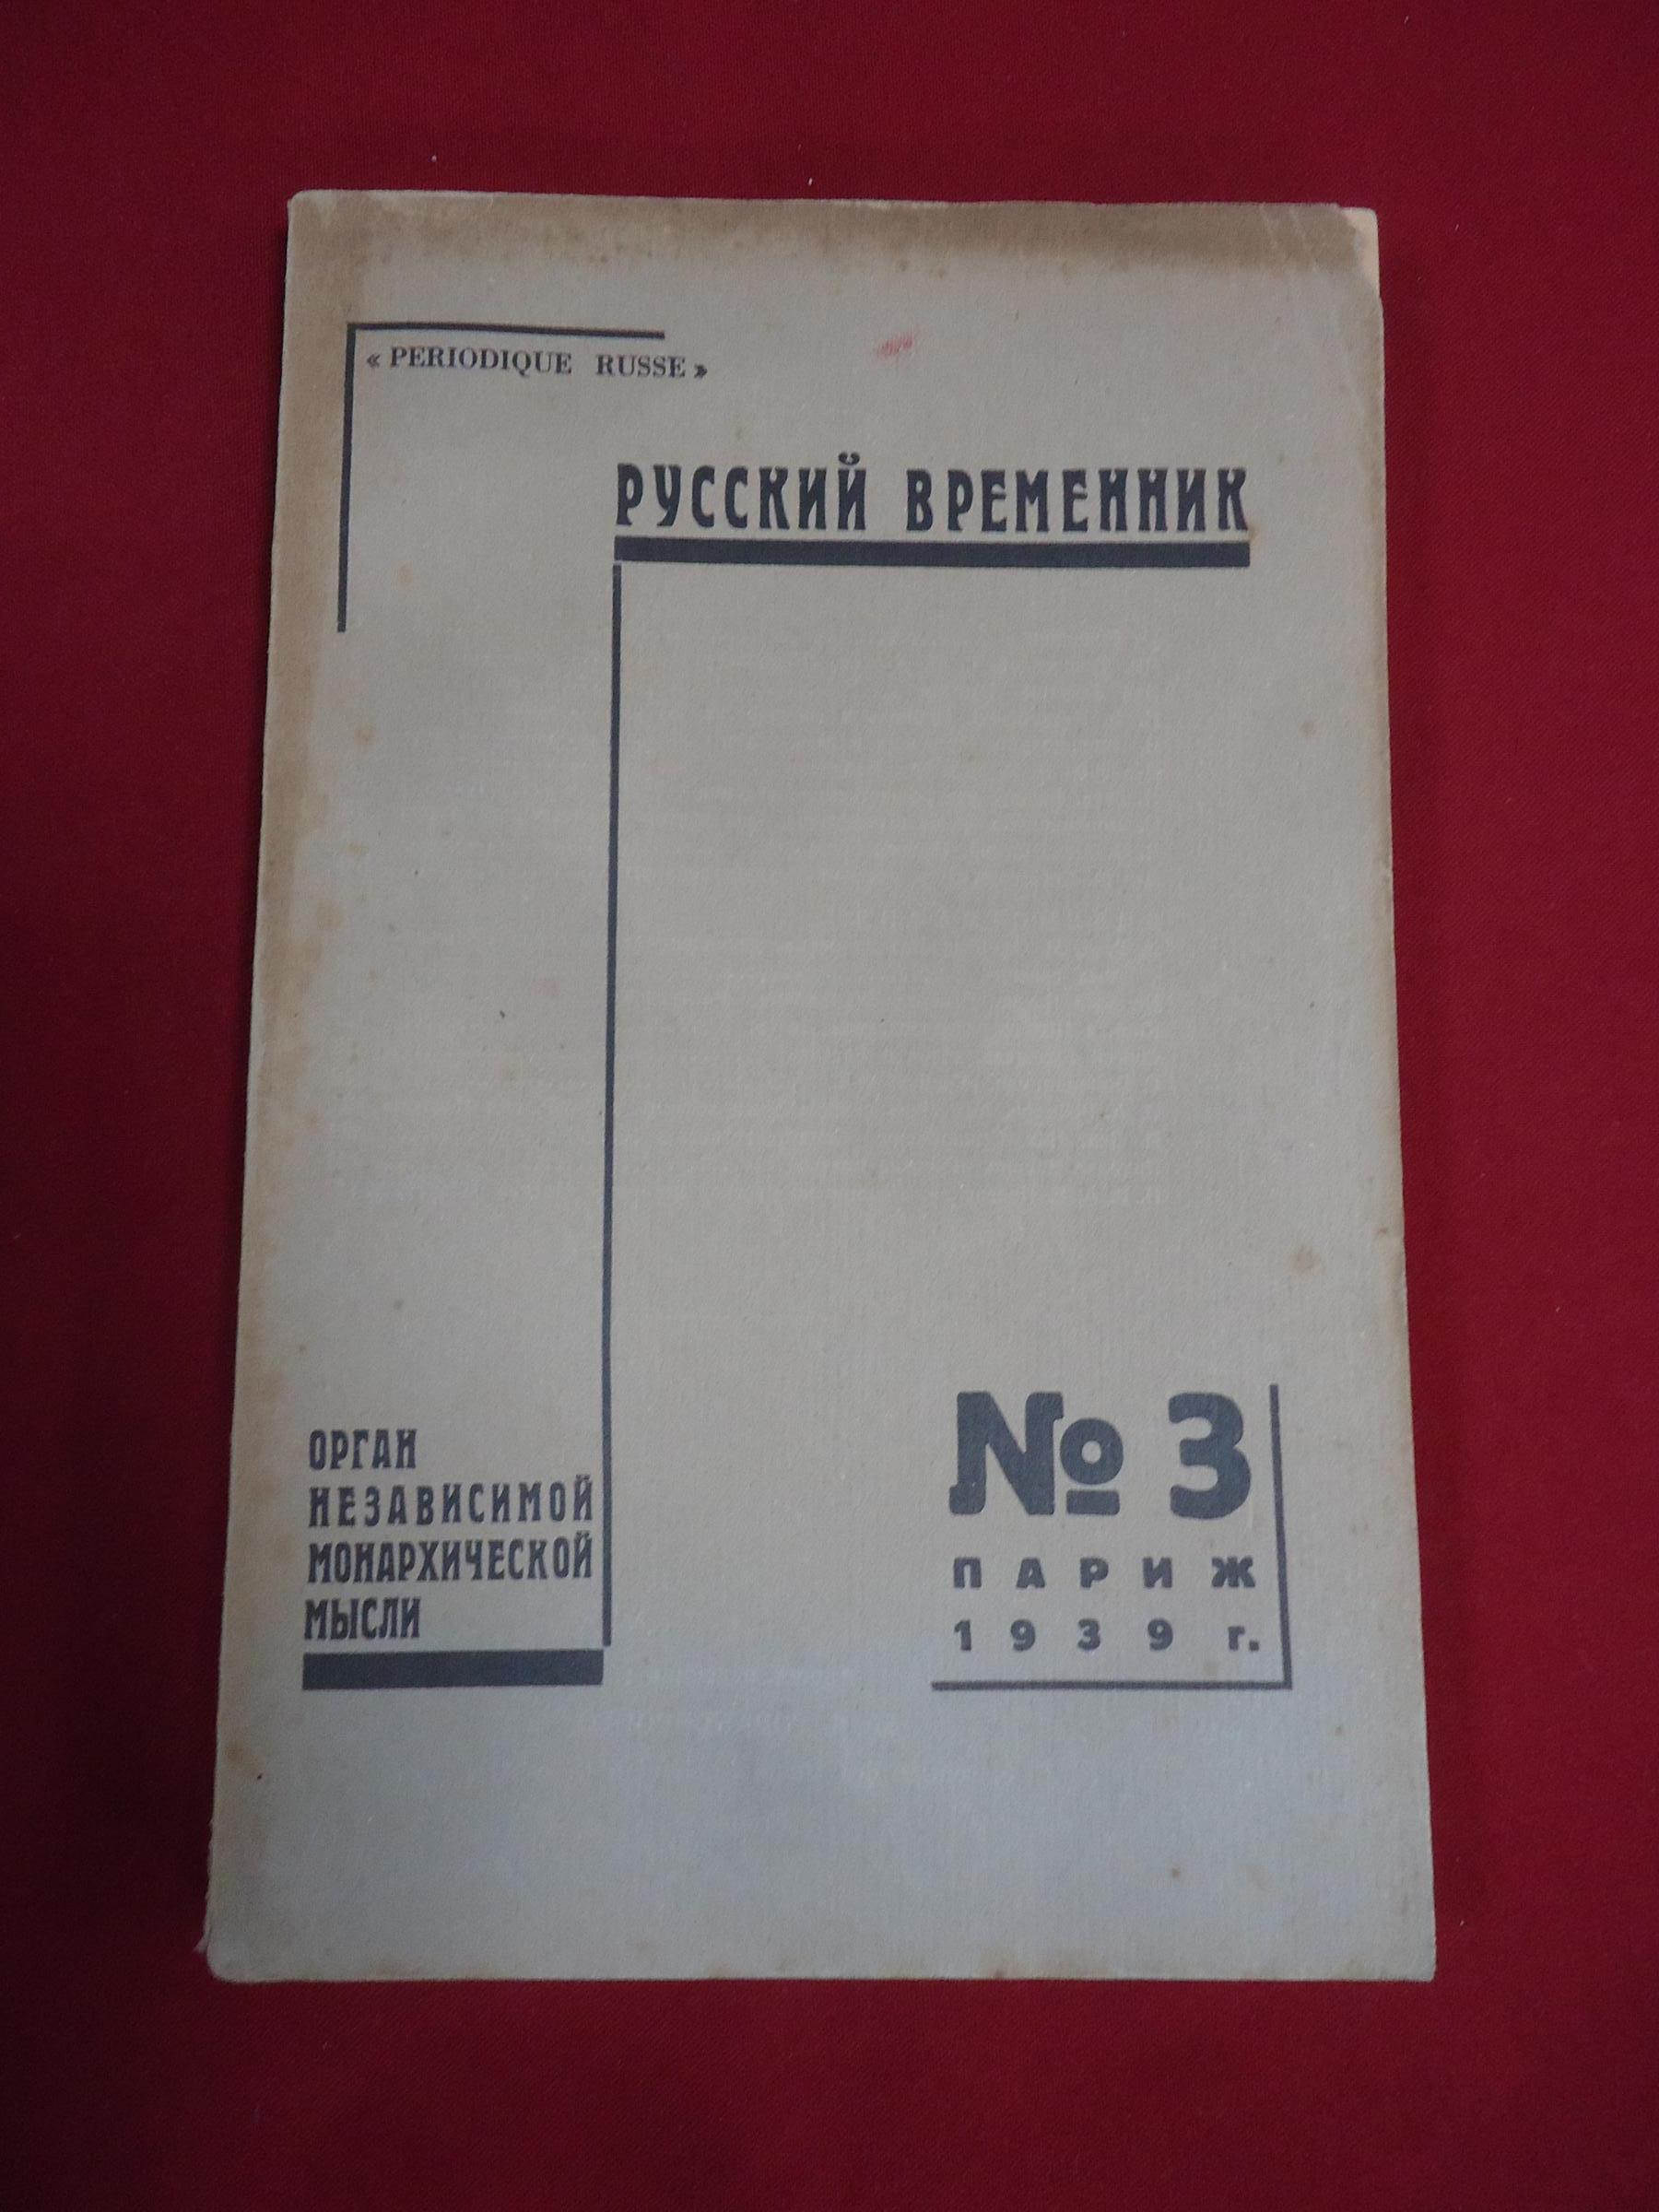 « PERIODIQUE RUSSE »
РУССКИЙ ВРЕМЕННИК
ОРГАН
НЕЗАВИСИМОЙ
МОНАРХИЧЕСКОЙ
МЫСЛИ
№ 3
ПАРИЖ
1939 г.